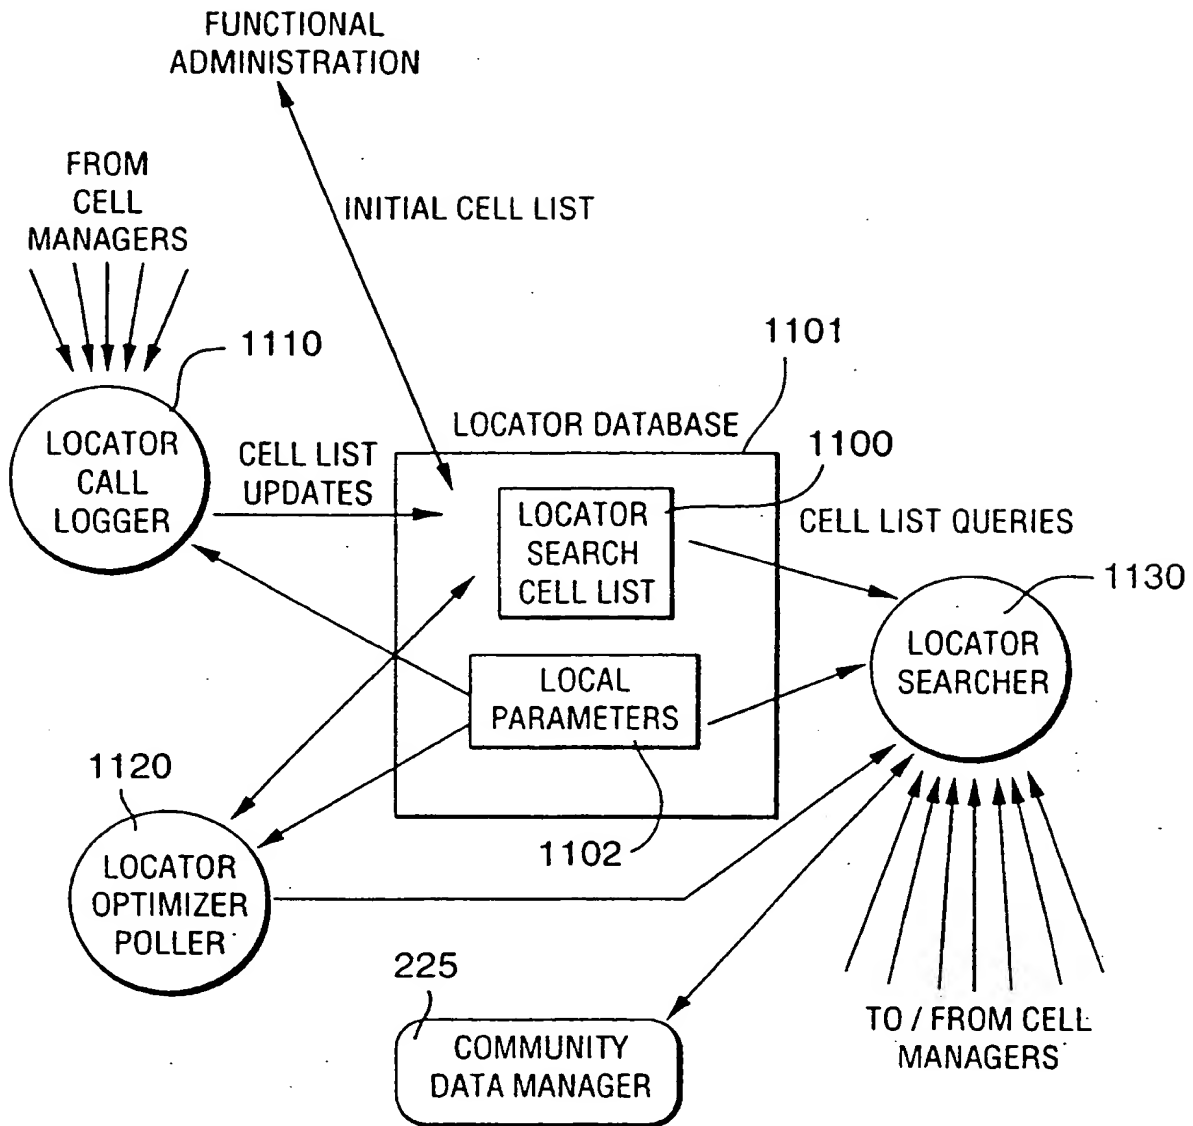 FUNCTIONAL
ADMINISTRATION
FROM
CELL
MANAGERS
INITIAL CELL LIST
1110
1101
LOCATOR
CALL
LOGGER
CELL LIST
UPDATES
LOCATOR DATABASE
1100
LOCATOR
SEARCH
CELL LIST
CELL LIST QUERIES
1130
LOCATOR
SEARCHER
LOCAL
PARAMETERS
1120
1102
LOCATOR
OPTIMIZER
POLLER
225
COMMUNITY
DATA MANAGER
TO / FROM CELL
MANAGERS